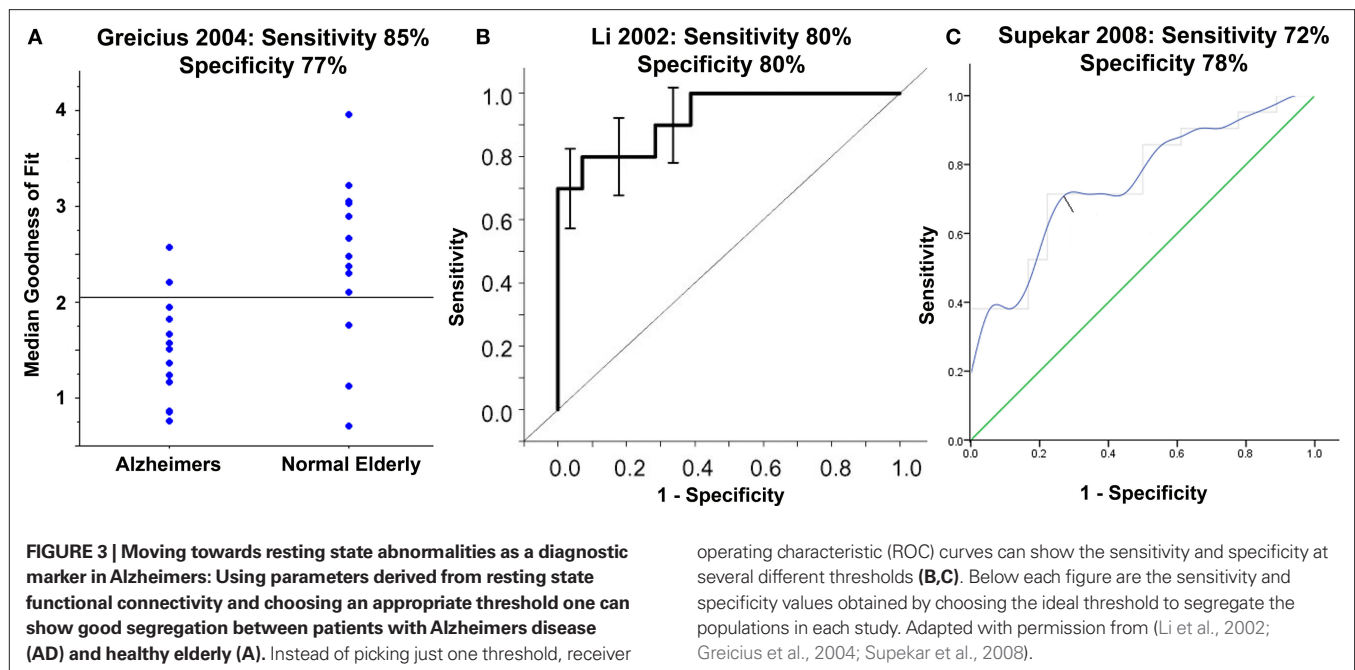 A
Greicius 2004: Sensitivity 85%
Specificity 77%
Median Goodness of Fit
4
3
2
1
Alzheimers
Normal Elderly
B
Li 2002: Sensitivity 80%
Specificity 80%
Sensitivity
1.0
0.8
0.6
0.4
0.2
0.0
0.0 0.2 0.4 0.6 0.8 1.0
1 - Specificity
C
Supekar 2008: Sensitivity 72%
Specificity 78%
Sensitivity
1.0
0.8
0.6
0.4
0.2
0.0
0.0 0.2 0.4 0.6 0.8 1.0
1 - Specificity
FIGURE 3 | Moving towards resting state abnormalities as a diagnostic
marker in Alzheimers: Using parameters derived from resting state
functional connectivity and choosing an appropriate threshold one can
show good segregation between patients with Alzheimers disease
(AD) and healthy elderly (A). Instead of picking just one threshold, receiver
operating characteristic (ROC) curves can show the sensitivity and specificity at
several different thresholds (B,C). Below each figure are the sensitivity and
specificity values obtained by choosing the ideal threshold to segregate the
populations in each study. Adapted with permission from (Li et al., 2002;
Greicius et al., 2004; Supekar et al., 2008).